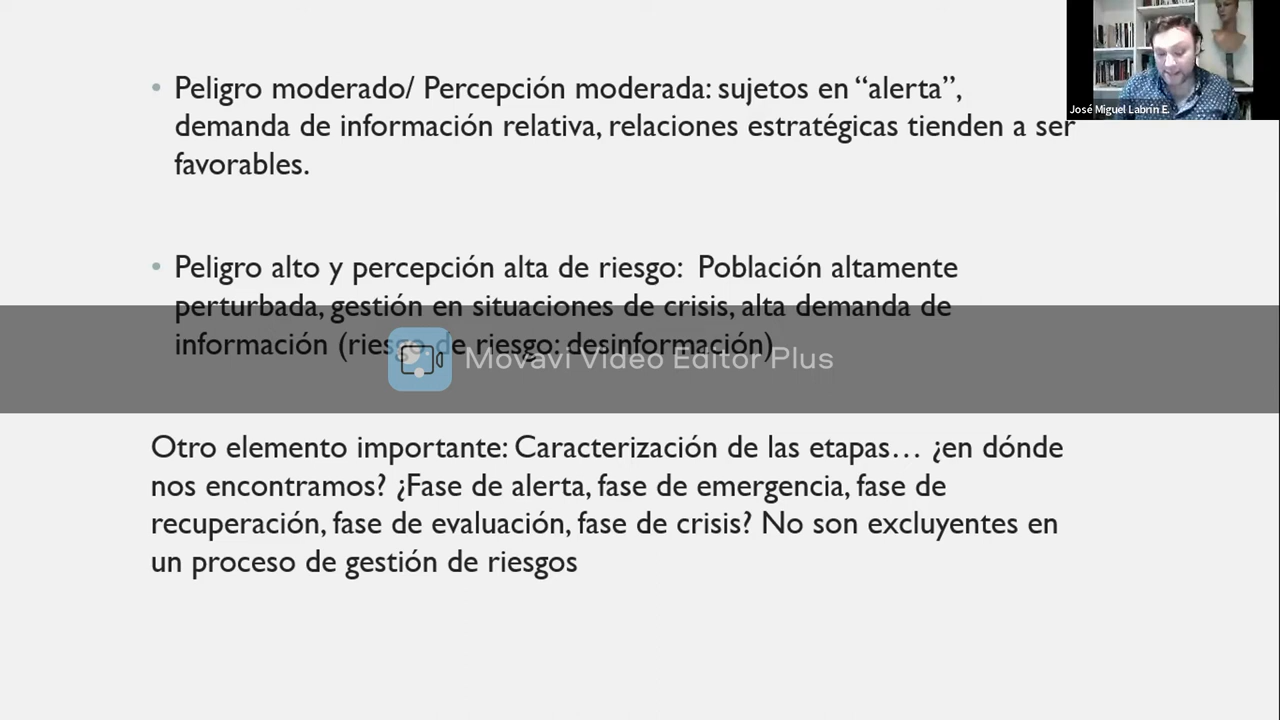 • Peligro moderado/ Percepción moderada: sujetos en “alerta”,
demanda de información relativa, relaciones estratégicas tienden a ser
favorables.
José Miguel Labrín E.
• Peligro alto y percepción alta de riesgo:  Población altamente
perturbada, gestión en situaciones de crisis, alta demanda de
información (riesgo de riesgo: desinformación)
Movavi Video Editor Plus
Otro elemento importante: Caracterización de las etapas… ¿en dónde
nos encontramos? ¿Fase de alerta, fase de emergencia, fase de
recuperación, fase de evaluación, fase de crisis? No son excluyentes en
un proceso de gestión de riesgos